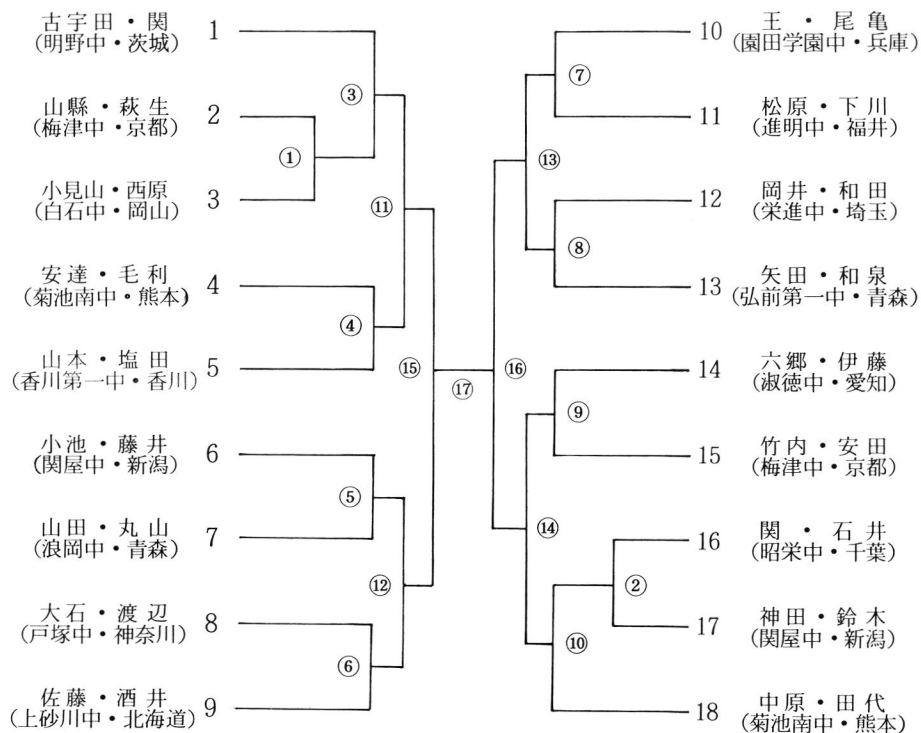 古宇田・関 1
(明野中・茨城)
山縣・萩生 2
(梅津中・京都)
小見山・西原 3
(白石中・岡山)
安達・毛利 4
(菊池南中・熊本)
山本・塩田 5
(香川第一中・香川)
小池・藤井 6
(関屋中・新潟)
山田・丸山 7
(浪岡中・青森)
大石・渡辺 8
(戸塚中・神奈川)
佐藤・酒井 9
(上砂川中・北海道)
①
③
④
⑤
⑥
⑪
⑫
⑮
⑰
⑯
⑬
⑭
⑦
⑧
⑨
②
⑩
10 王・尾亀
(園田学園中・兵庫)
11 松原・下川
(進明中・福井)
12 岡井・和田
(栄進中・埼玉)
13 矢田・和泉
(弘前第一中・青森)
14 六郷・伊藤
(淑徳中・愛知)
15 竹内・安田
(梅津中・京都)
16 関・石井
(昭栄中・千葉)
17 神田・鈴木
(関屋中・新潟)
18 中原・田代
(菊池南中・熊本)